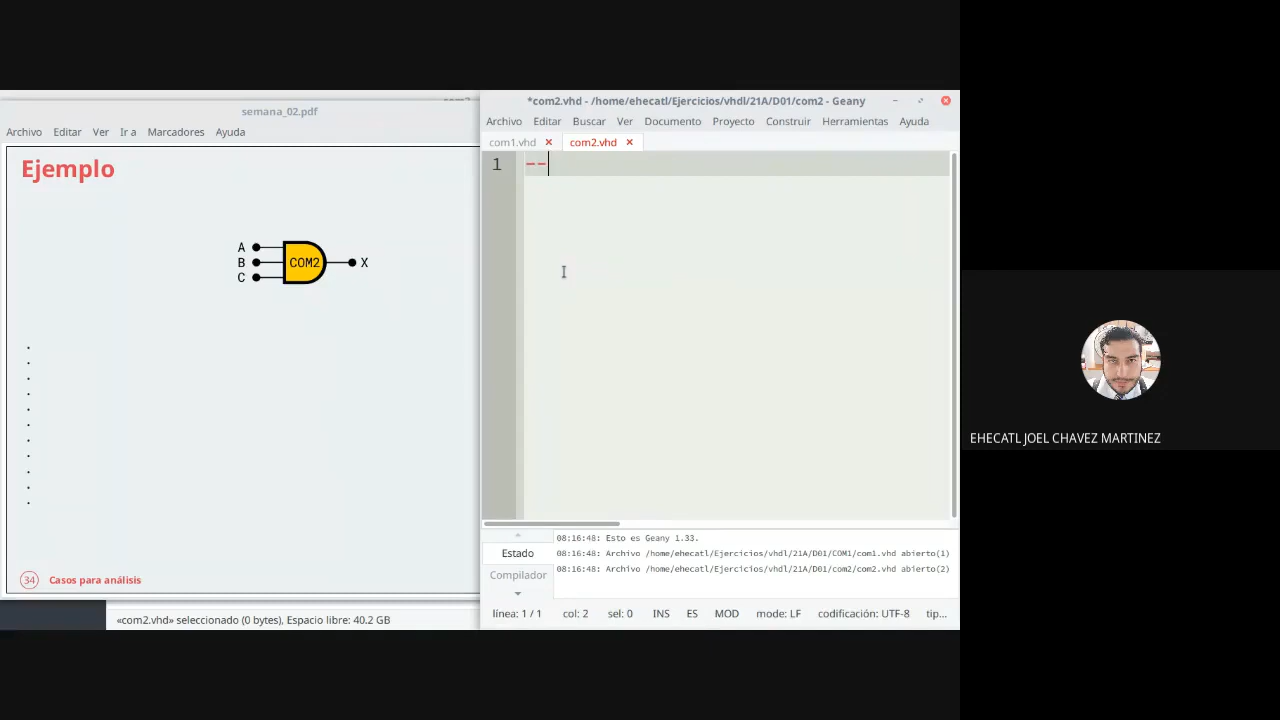 semana_02.pdf
Archivo Editar Ver Ir a Marcadores Ayuda
Ejemplo
A
B
C
COM2
X
34 Casos para análisis
«com2.vhd» seleccionado (0 bytes), Espacio libre: 40.2 GB
*com2.vhd - /home/ehecatl/Ejercicios/vhdl/21A/D01/com2 - Geany
Archivo Editar Buscar Ver Documento Proyecto Construir Herramientas Ayuda
com1.vhd com2.vhd
1 --
Estado
Compilador
08:16:48: Esto es Geany 1.33.
08:16:48: Archivo /home/ehecatl/Ejercicios/vhdl/21A/D01/COM1/com1.vhd abierto(1)
08:16:48: Archivo /home/ehecatl/Ejercicios/vhdl/21A/D01/com2/com2.vhd abierto(2)
línea: 1 / 1 col: 2 sel: 0 INS ES MOD mode: LF codificación: UTF-8 tip...
EHECATL JOEL CHAVEZ MARTINEZ